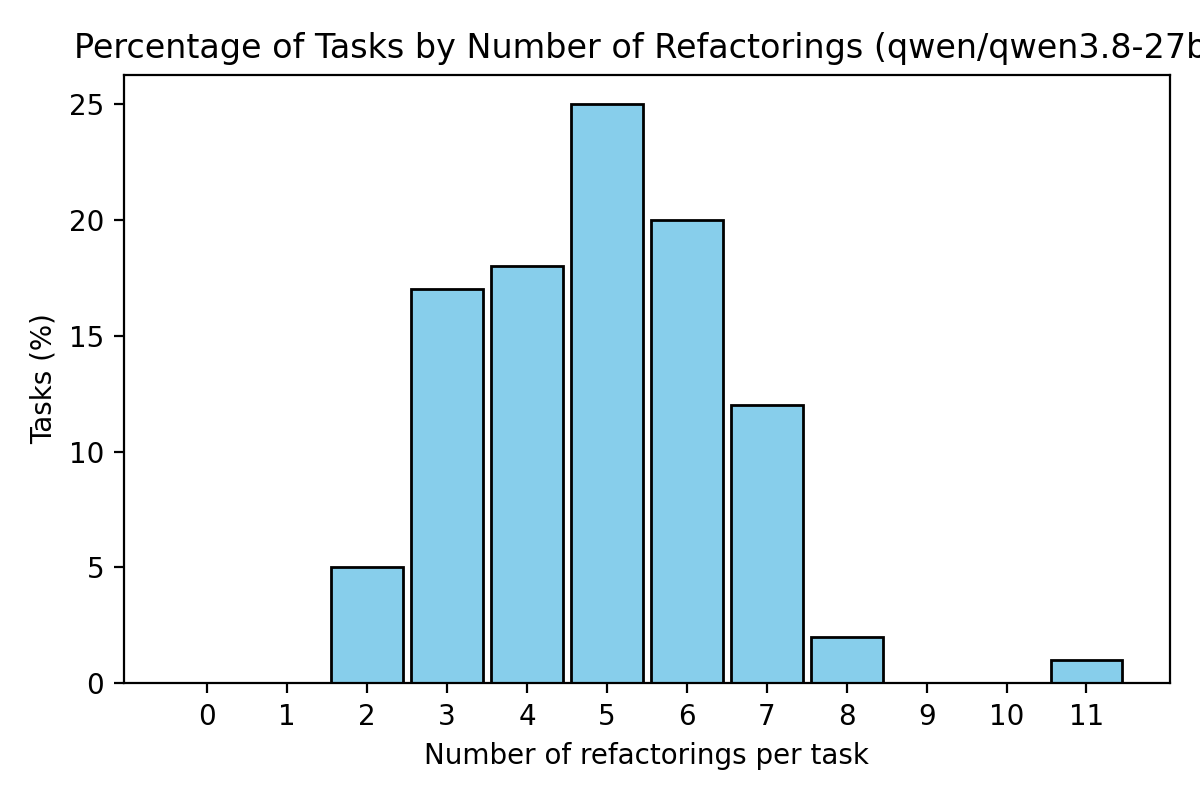 Percentage of Tasks by Number of Refactorings (qwen/qwen3.8-27b
25
20
15
10
5
0
Tasks (%)
0 1 2 3 4 5 6 7 8 9 10 11
Number of refactorings per task